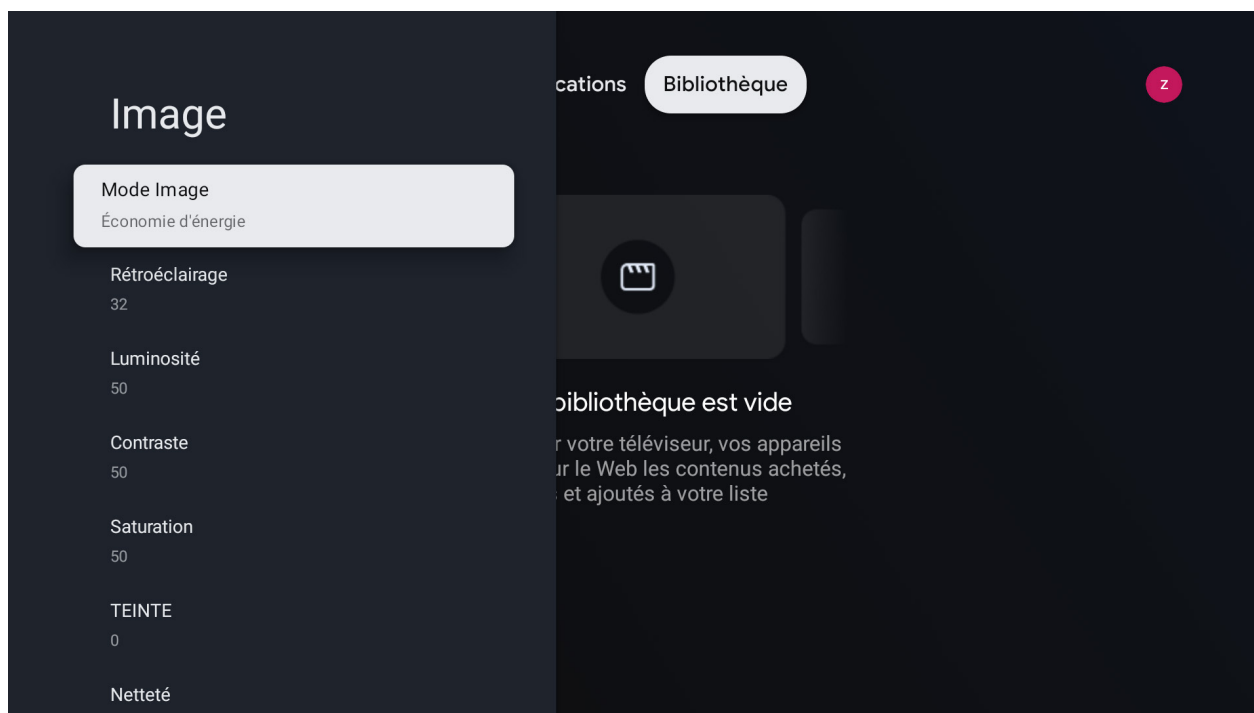 Image
Mode Image
Économie d'énergie
Rétroéclairage
32
Luminosité
50
Contraste
50
Saturation
50
TEINTE
0
Netteté
cations
Bibliothèque
z
bibliothèque est vide
r votre téléviseur, vos appareils
ur le Web les contenus achetés,
et ajoutés à votre liste